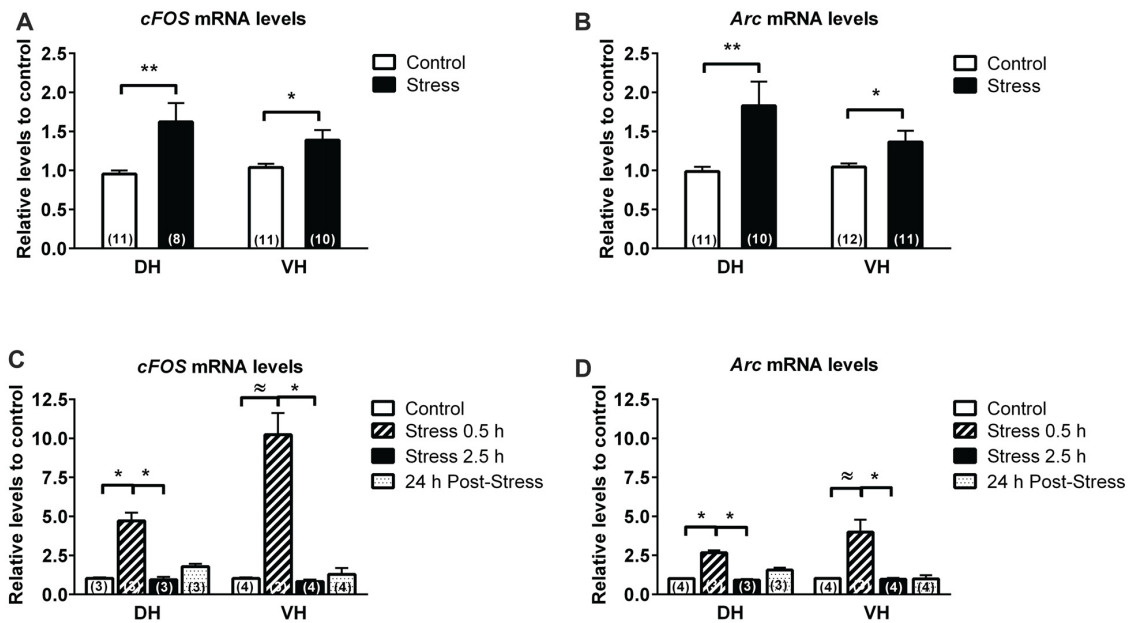 A
cFOS mRNA levels
Relative levels to control
2.5
2.0
1.5
1.0
0.5
0.0
**
*
Control
Stress
(11)
(8)
(11)
(10)
DH
VH
B
Arc mRNA levels
Relative levels to control
2.5
2.0
1.5
1.0
0.5
0.0
**
*
Control
Stress
(11)
(10)
(12)
(11)
DH
VH
C
cFOS mRNA levels
Relative levels to control
12.5
10.0
7.5
5.0
2.5
0.0
*
*
≈
*
Control
Stress 0.5 h
Stress 2.5 h
24 h Post-Stress
(3)
(3)
(3)
(4)
(4)
(4)
DH
VH
D
Arc mRNA levels
Relative levels to control
12.5
10.0
7.5
5.0
2.5
0.0
*
*
≈
*
Control
Stress 0.5 h
Stress 2.5 h
24 h Post-Stress
(4)
(3)
(3)
(4)
(4)
(4)
DH
VH